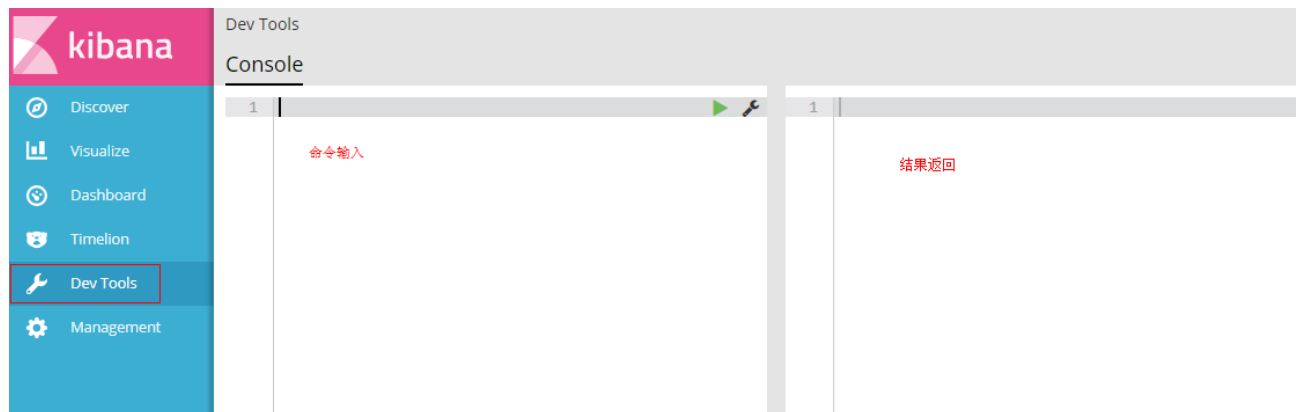 kibana
Discover
Visualize
Dashboard
Timelion
Dev Tools
Management
Dev Tools
Console
1
命令输入
1
结果返回